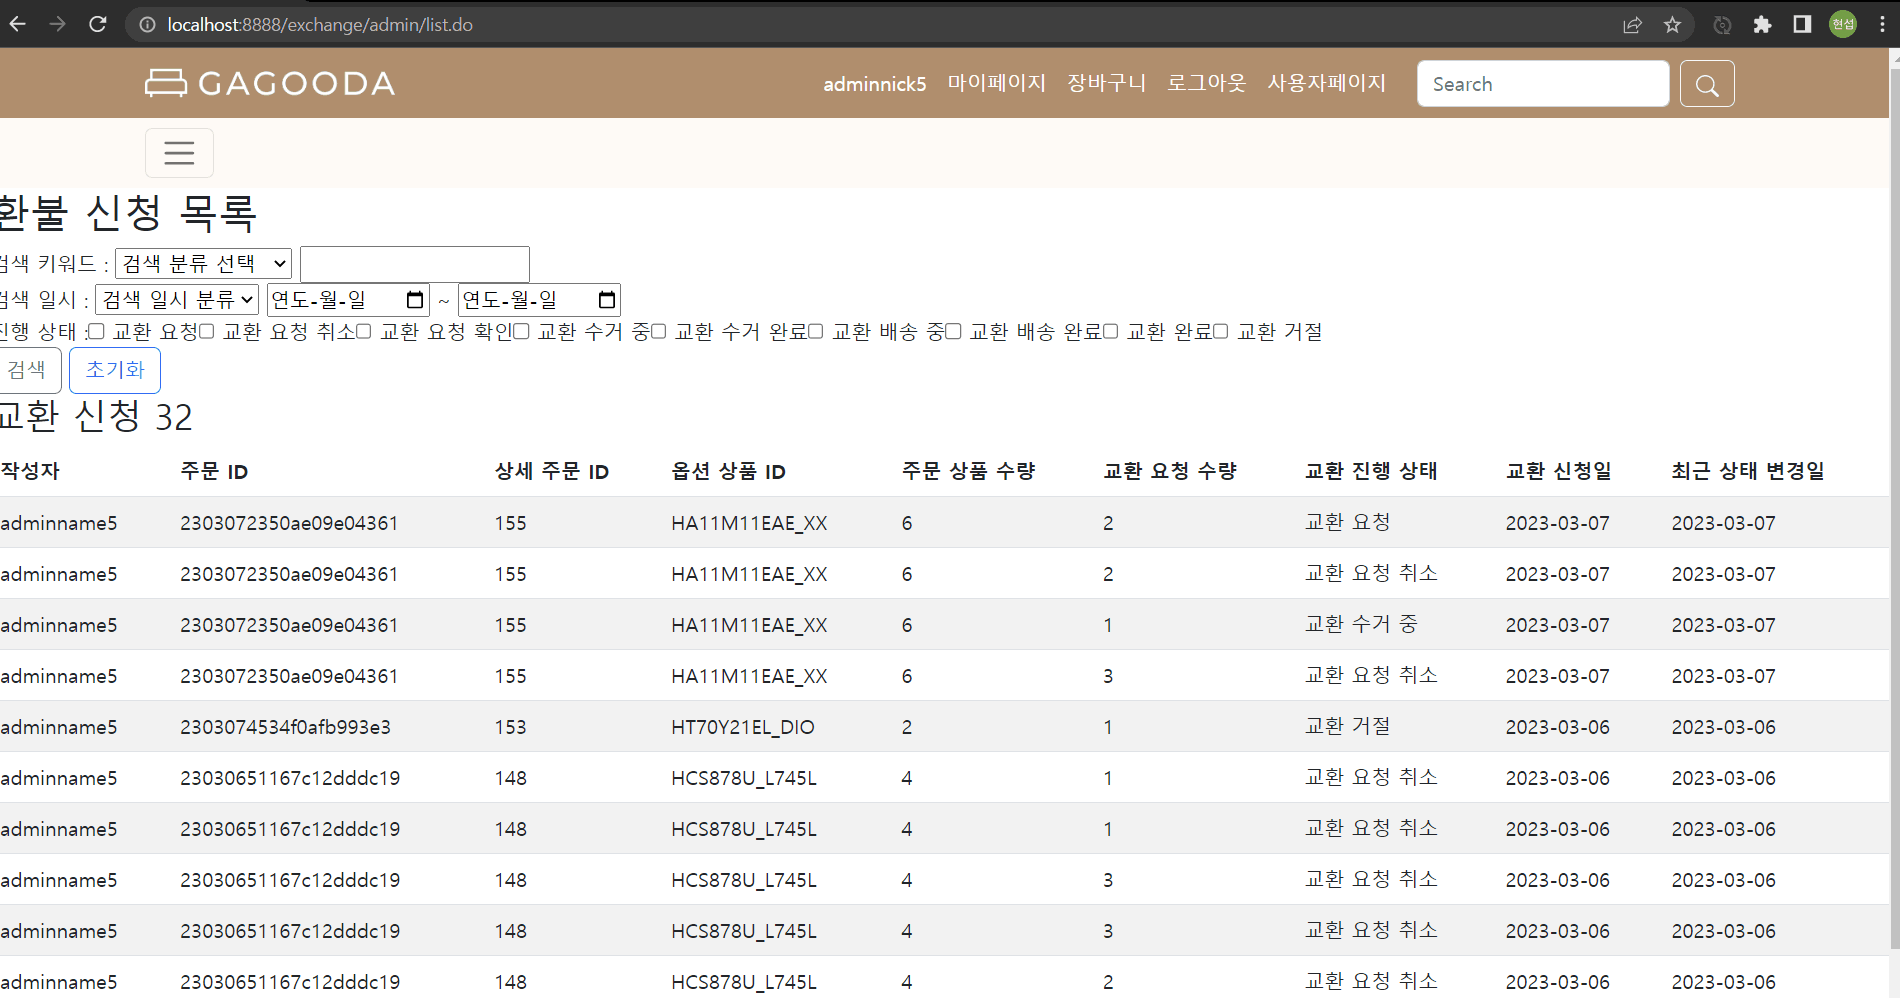 localhost:8888/exchange/admin/list.do
현섭
GAGOODA adminnick5 마이페이지 장바구니 로그아웃 사용자페이지 Search
환불 신청 목록
검색 키워드 : 검색 분류 선택
검색 일시 : 검색 일시 분류 연도-월-일 ~ 연도-월-일
진행 상태 : 교환 요청 교환 요청 취소 교환 요청 확인 교환 수거 중 교환 수거 완료 교환 배송 중 교환 배송 완료 교환 완료 교환 거절
검색 초기화
교환 신청 32
작성자 주문 ID 상세 주문 ID 옵션 상품 ID 주문 상품 수량 교환 요청 수량 교환 진행 상태 교환 신청일 최근 상태 변경일
adminname5 2303072350ae09e04361 155 HA11M11EAE_XX 6 2 교환 요청 2023-03-07 2023-03-07
adminname5 2303072350ae09e04361 155 HA11M11EAE_XX 6 2 교환 요청 취소 2023-03-07 2023-03-07
adminname5 2303072350ae09e04361 155 HA11M11EAE_XX 6 1 교환 수거 중 2023-03-07 2023-03-07
adminname5 2303072350ae09e04361 155 HA11M11EAE_XX 6 3 교환 요청 취소 2023-03-07 2023-03-07
adminname5 2303074534f0afb993e3 153 HT70Y21EL_DIO 2 1 교환 거절 2023-03-06 2023-03-06
adminname5 23030651167c12dddc19 148 HCS878U_L745L 4 1 교환 요청 취소 2023-03-06 2023-03-06
adminname5 23030651167c12dddc19 148 HCS878U_L745L 4 1 교환 요청 취소 2023-03-06 2023-03-06
adminname5 23030651167c12dddc19 148 HCS878U_L745L 4 3 교환 요청 취소 2023-03-06 2023-03-06
adminname5 23030651167c12dddc19 148 HCS878U_L745L 4 3 교환 요청 취소 2023-03-06 2023-03-06
adminname5 23030651167c12dddc19 148 HCS878U_L745L 4 2 교환 요청 취소 2023-03-06 2023-03-06